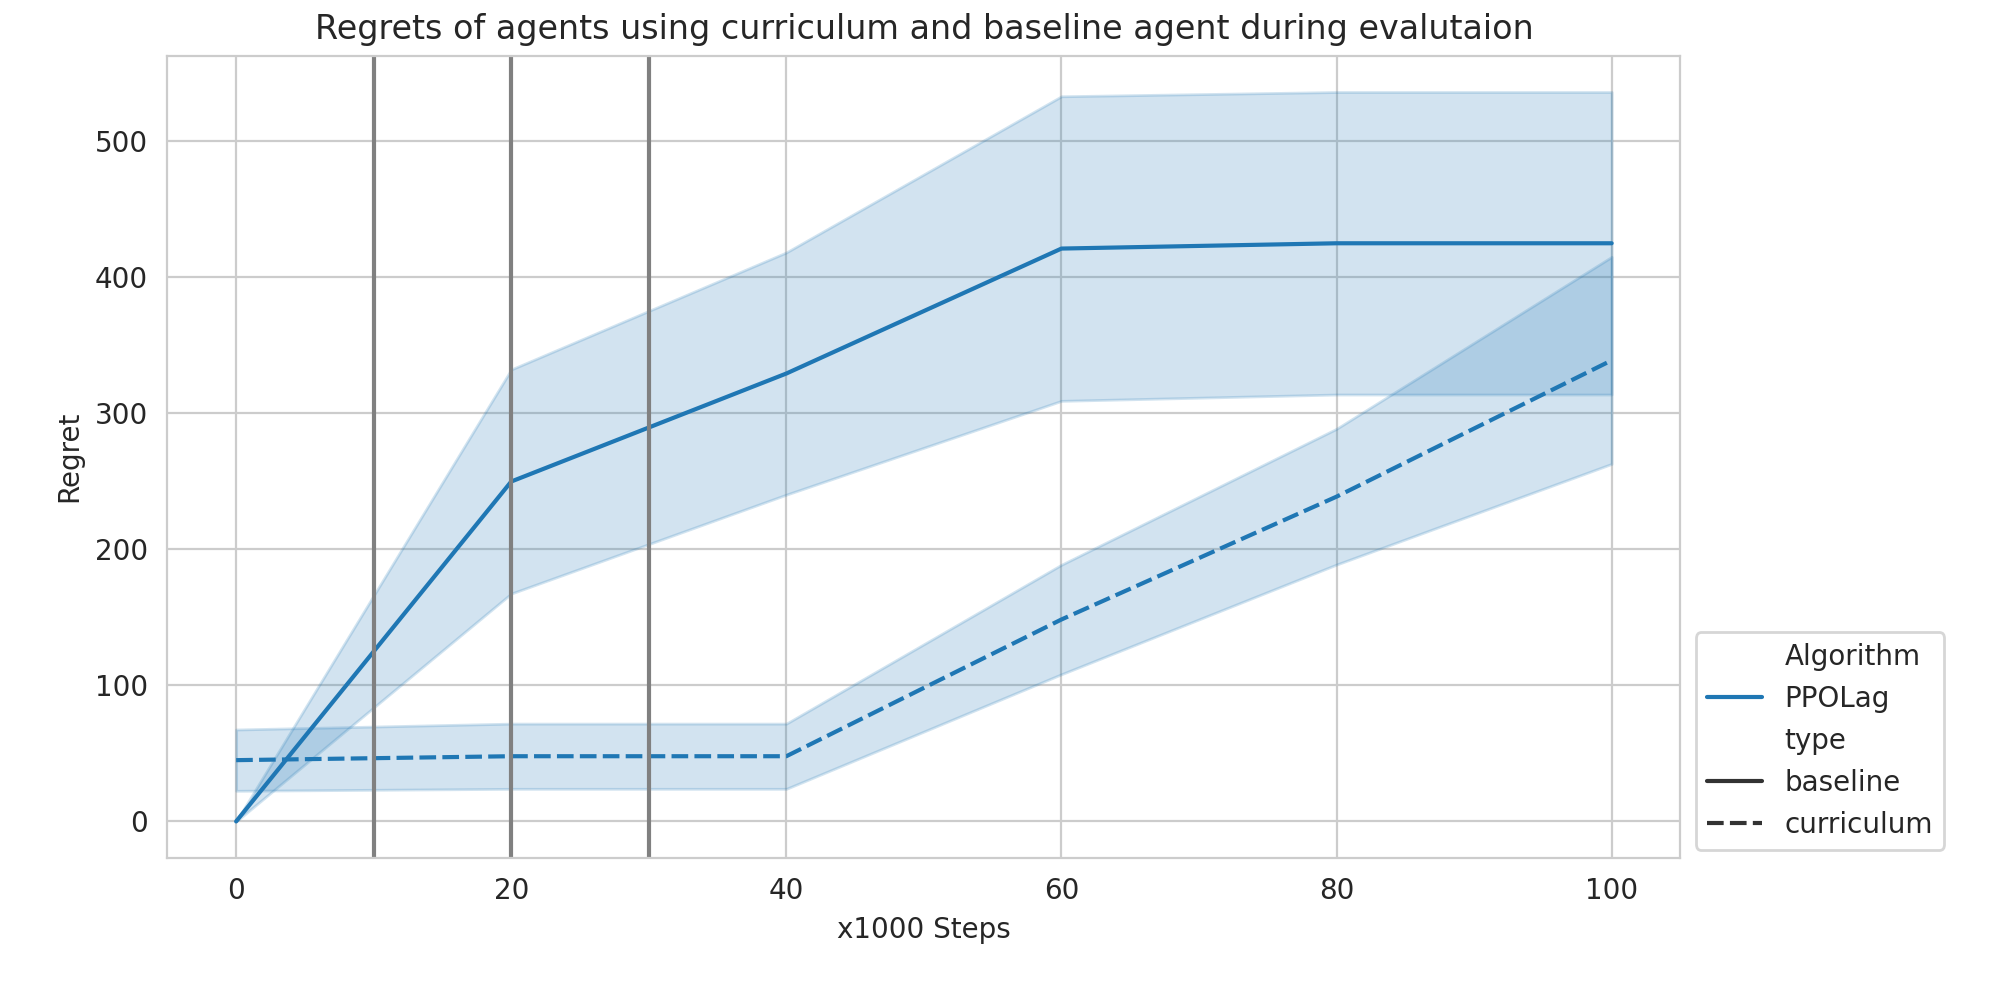 Regrets of agents using curriculum and baseline agent during evalutaion
500
400
300
200
100
0
Regret
0 20 40 60 80 100
x1000 Steps
Algorithm
PPOLag
type
baseline
curriculum